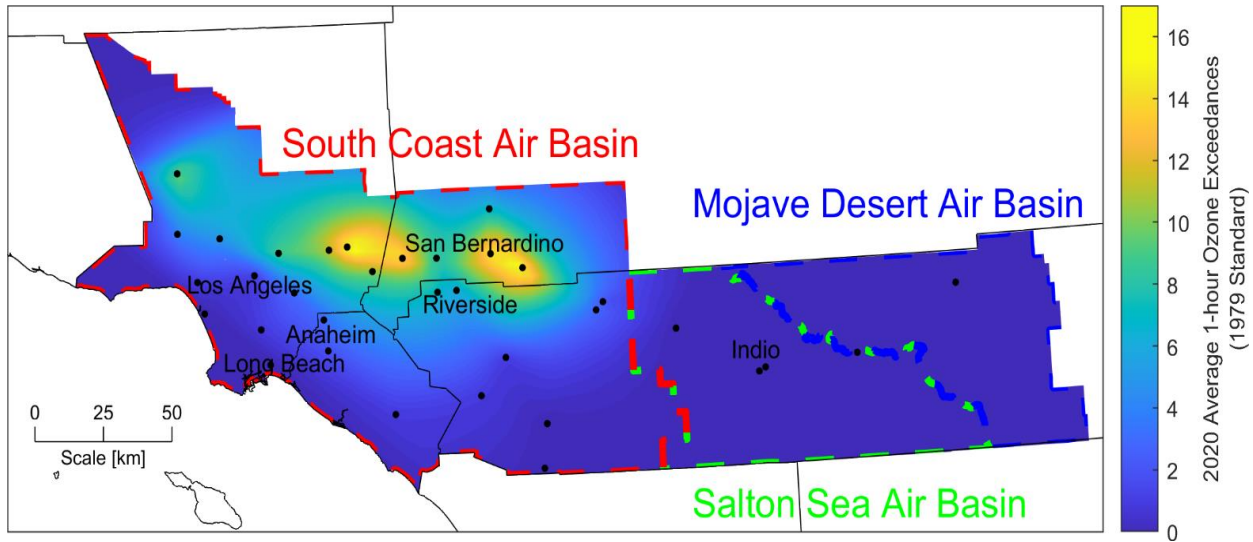 South Coast Air Basin
Mojave Desert Air Basin
San Bernardino
Los Angeles
Riverside
Anaheim
Long Beach
Indio
Salton Sea Air Basin
0 25 50
Scale [km]
16
14
12
10
8
6
4
2
0
2020 Average 1-hour Ozone Exceedances
(1979 Standard)